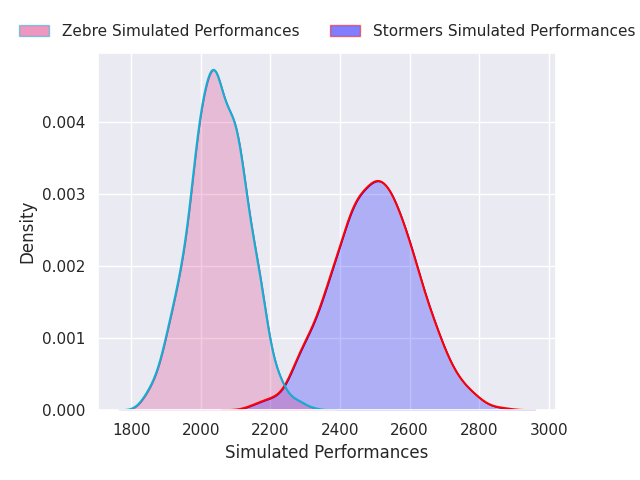 Zebre Simulated Performances Stormers Simulated Performances
0.004
0.003
0.002
0.001
0.000
Density
1800 2000 2200 2400 2600 2800 3000
Simulated Performances